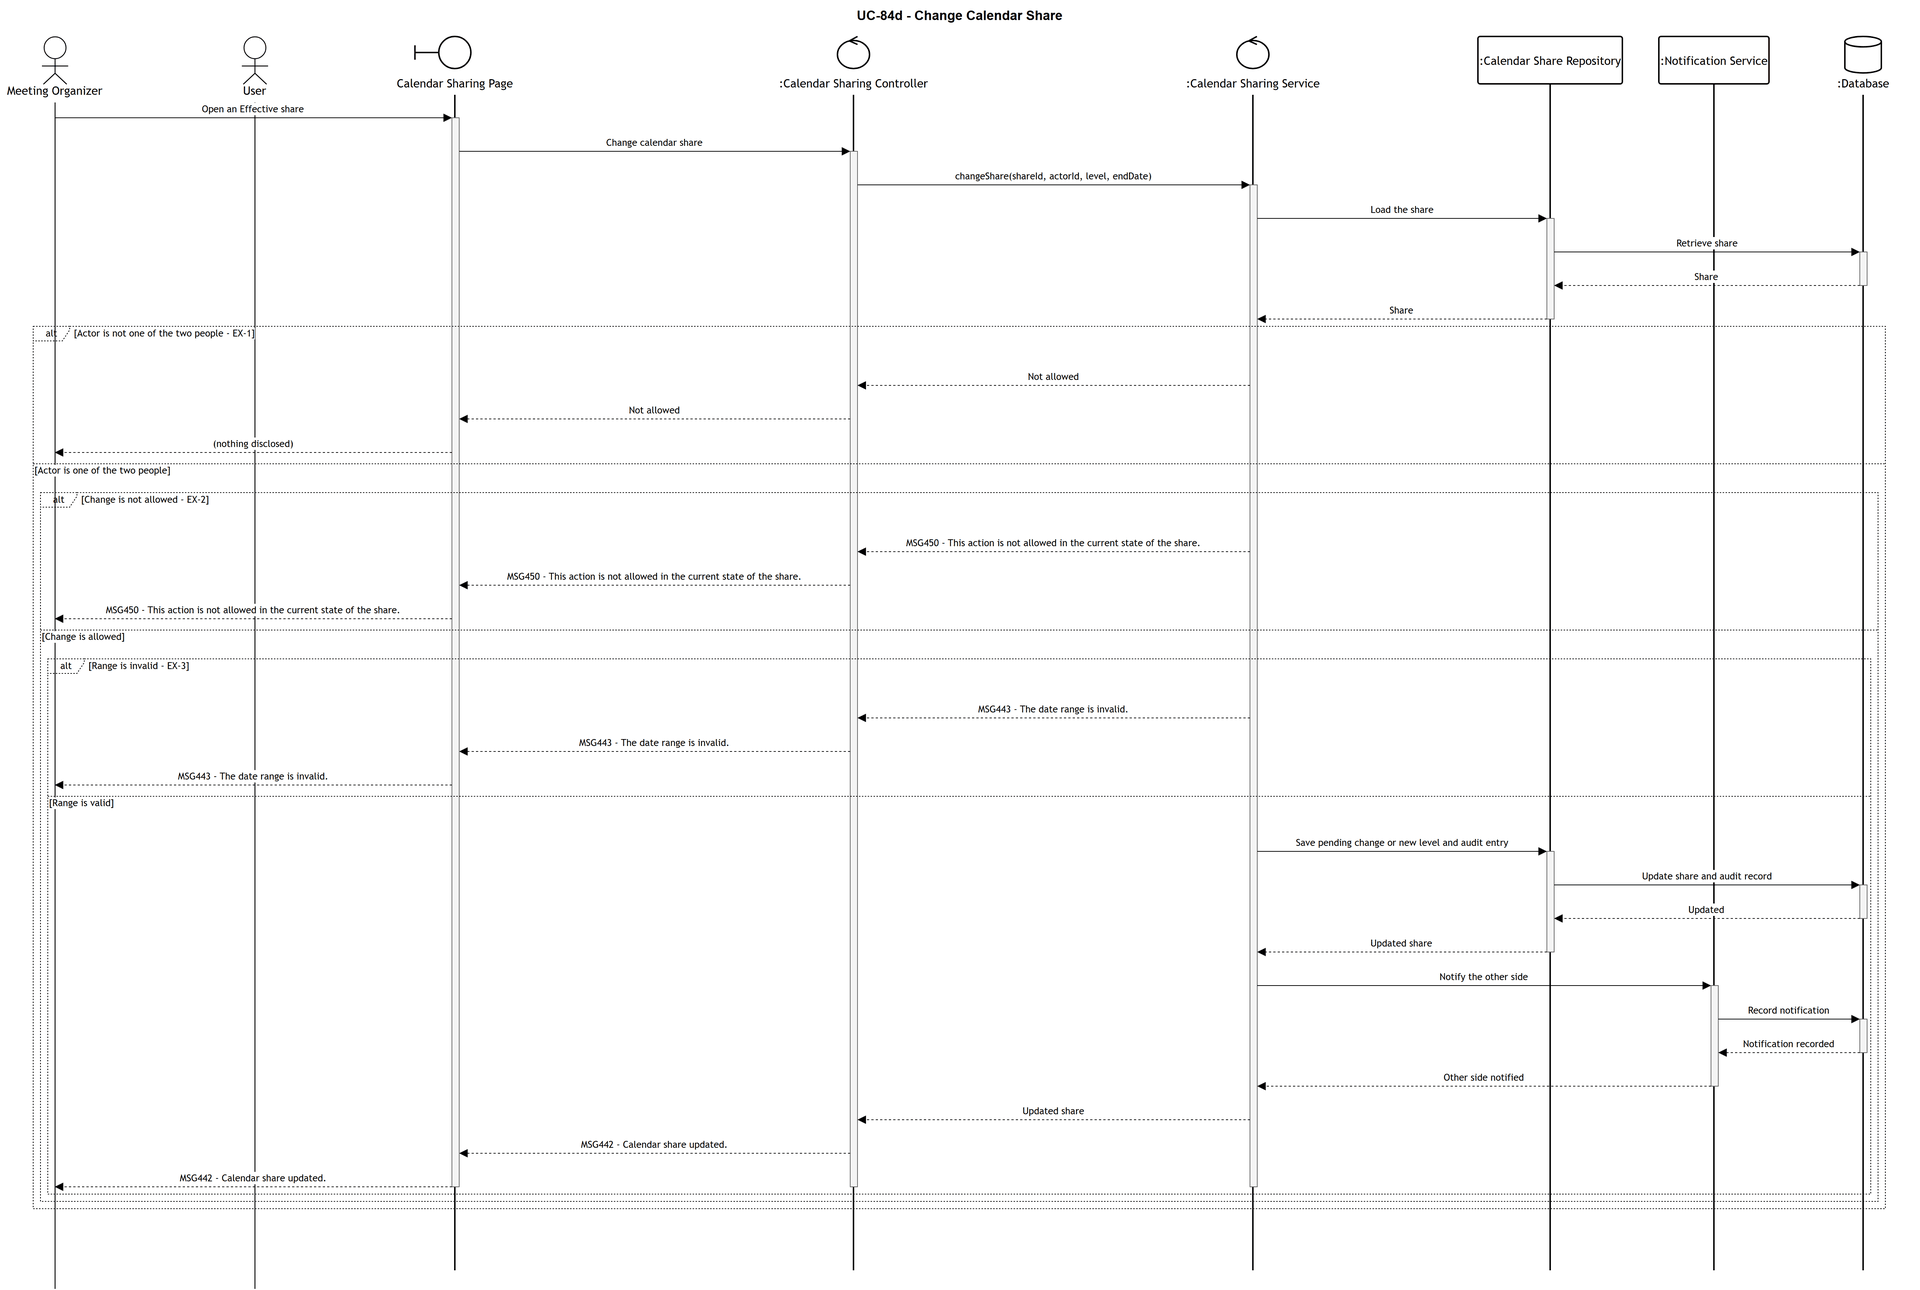 UC-84d - Change Calendar Share
Meeting Organizer
User
Calendar Sharing Page
:Calendar Sharing Controller
:Calendar Sharing Service
:Calendar Share Repository
:Notification Service
:Database
Open an Effective share
Change calendar share
changeShare(shareId, actorId, level, endDate)
Load the share
Retrieve share
Share
Share
alt [Actor is not one of the two people - EX-1]
Not allowed
Not allowed
(nothing disclosed)
[Actor is one of the two people]
alt [Change is not allowed - EX-2]
MSG450 - This action is not allowed in the current state of the share.
MSG450 - This action is not allowed in the current state of the share.
MSG450 - This action is not allowed in the current state of the share.
[Change is allowed]
alt [Range is invalid - EX-3]
MSG443 - The date range is invalid.
MSG443 - The date range is invalid.
MSG443 - The date range is invalid.
[Range is valid]
Save pending change or new level and audit entry
Update share and audit record
Updated
Updated share
Notify the other side
Record notification
Notification recorded
Other side notified
Updated share
MSG442 - Calendar share updated.
MSG442 - Calendar share updated.